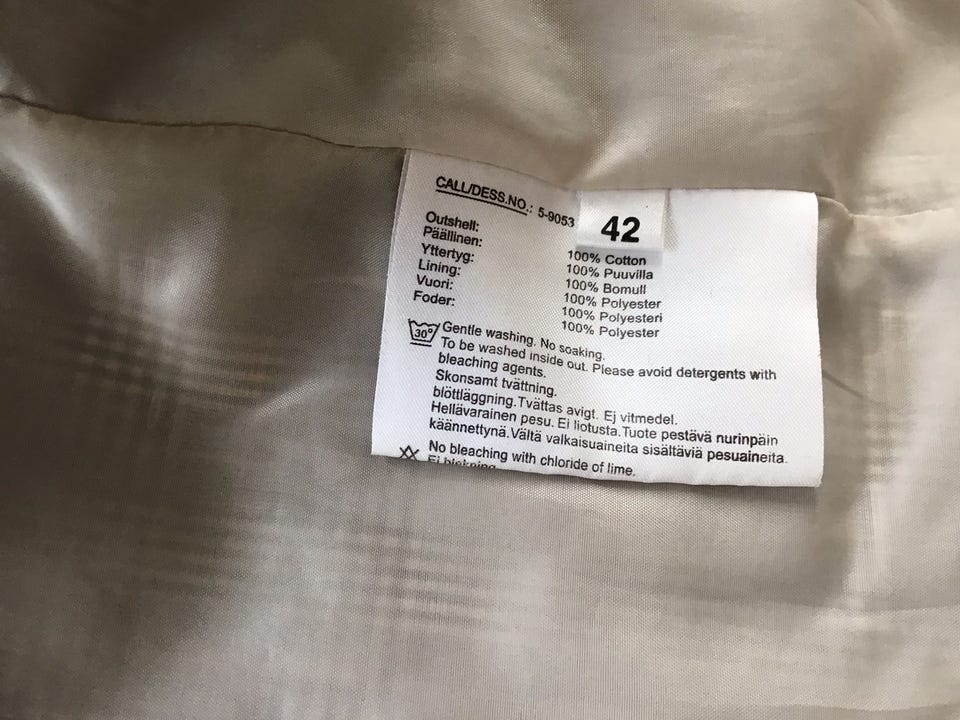 CALL/DESS.NO.: 5-9053
42
Outshell: 100% Cotton
Päällinen: 100% Puuvilla
Yttertyg: 100% Bomull
Lining: 100% Polyester
Vuori: 100% Polyesteri
Foder: 100% Polyester
30° Gentle washing. No soaking.
To be washed inside out. Please avoid detergents with
bleaching agents.
Skonsamt tvättning.
blöttläggning.Tvättas avigt. Ej vitmedel.
Hellävarainen pesu. Ei liotusta.Tuote pestävä nurinpäin
käännettynä.Vältä valkaisuaineita sisältäviä pesuaineita.
No bleaching with chloride of lime.
Ej blekning